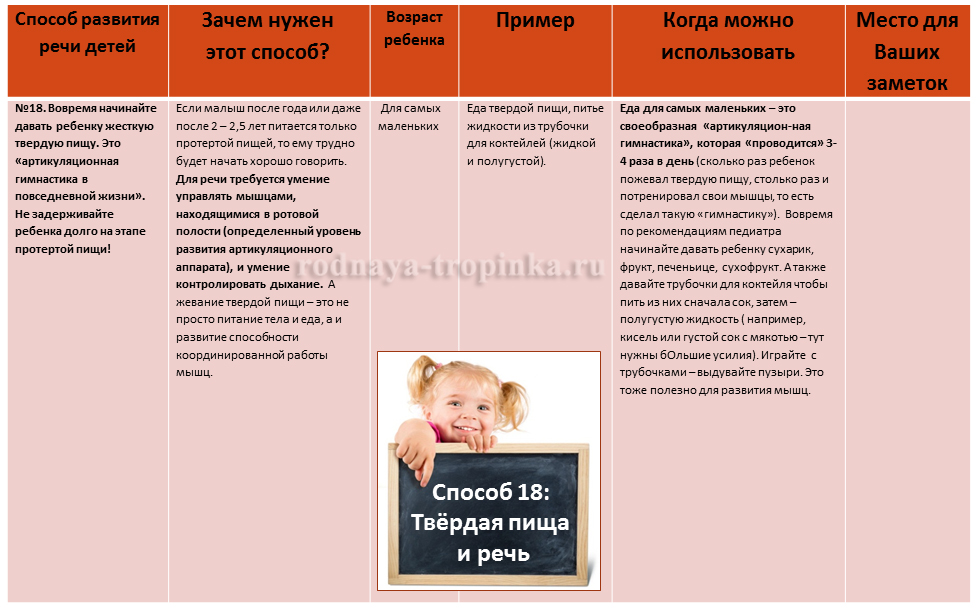 Способ развития
речи детей
Зачем нужен
этот способ?
Возраст
ребенка
Пример
Когда можно
использовать
Место для
Ваших
заметок
№18. Вовремя начинайте
давать ребенку жесткую
твердую пищу. Это
«артикуляционная
гимнастика в
повседневной жизни».
Не задерживайте
ребенка долго на этапе
протертой пищи!
Если малыш после года или даже
после 2 – 2,5 лет питается только
протертой пищей, то ему трудно
будет начать хорошо говорить.
Для речи требуется умение
управлять мышцами,
находящимися в ротовой
полости (определенный уровень
развития артикуляционного
аппарата), и умение
контролировать дыхание. А
жевание твердой пищи – это не
просто питание тела и еда, а и
развитие способности
координированной работы
мышц.
Для самых
маленьких
Еда твердой пищи, питье
жидкости из трубочки
для коктейлей (жидкой
и полугустой).
Еда для самых маленьких – это
своеобразная «артикуляцион-ная
гимнастика», которая «проводится» 3-
4 раза в день (сколько раз ребенок
пожевал твердую пищу, столько раз и
потренировал свои мышцы, то есть
сделал такую «гимнастику»). Вовремя
по рекомендациям педиатра
начинайте давать ребенку сухарик,
фрукт, печеньице, сухофрукт. А также
давайте трубочки для коктейля чтобы
пить из них сначала сок, затем –
полугустую жидкость ( например,
кисель или густой сок с мякотью – тут
нужны бОльшие усилия). Играйте с
трубочками – выдувайте пузыри. Это
тоже полезно для развития мышц.
rodnaya-tropinka.ru
Способ 18:
Твёрдая пища
и речь